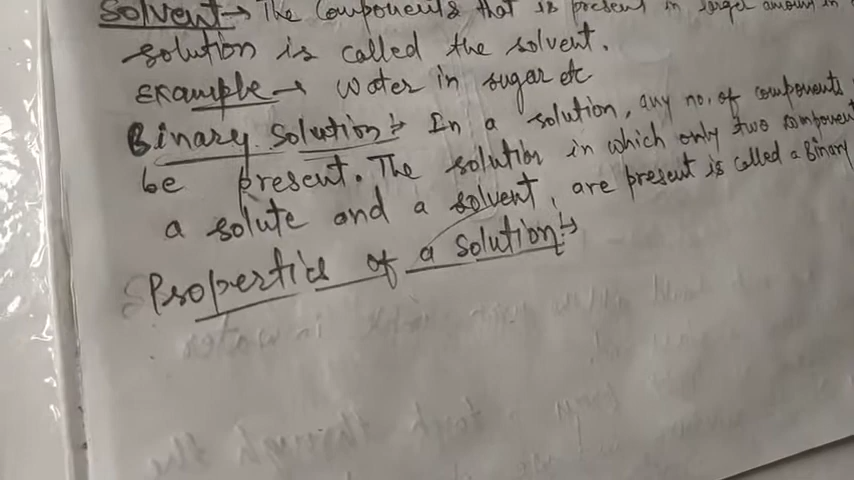 Solvent → The Components that is present in larger amount in
solution is called the solvent.
Example → Water in sugar etc
Binary Solution :- In a solution, any no. of components
be present. The solution in which only two component
a solute and a solvent, are present is called a Binary
Properties of a Solution :-